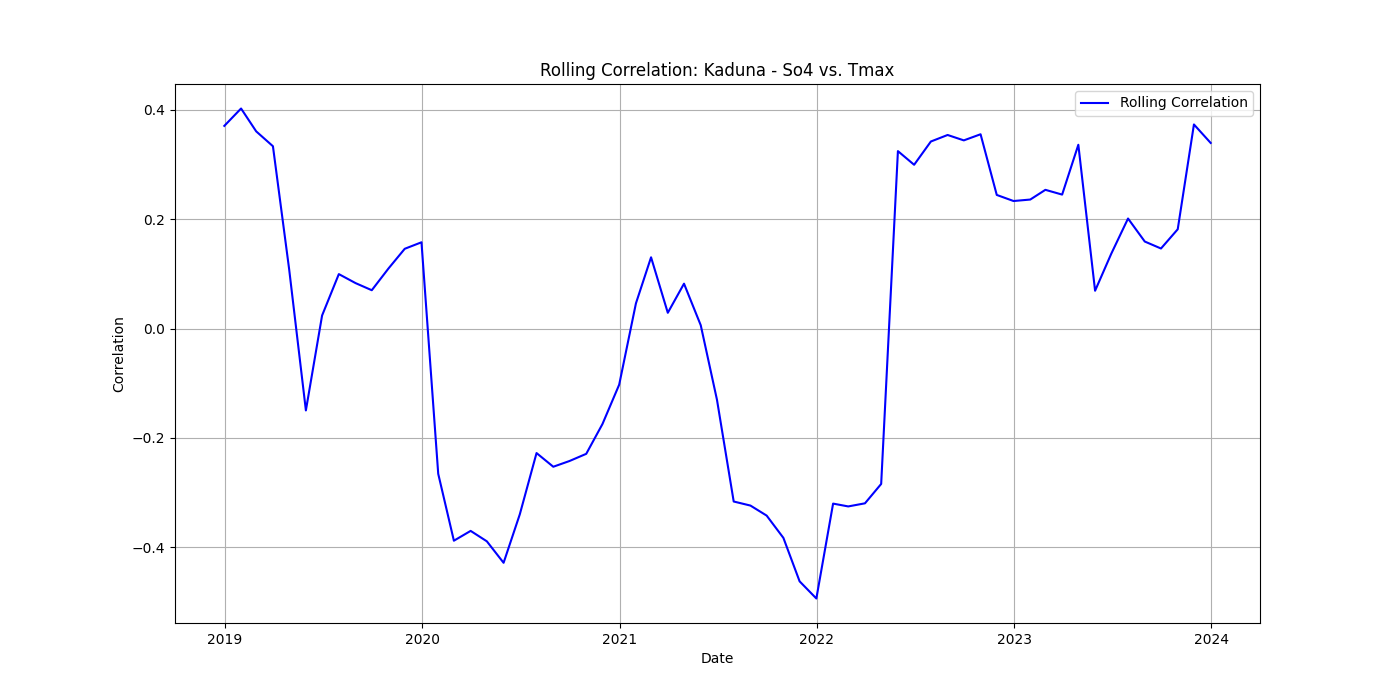 Rolling Correlation: Kaduna - So4 vs. Tmax
Rolling Correlation
0.4
0.2
0.0
−0.2
−0.4
Correlation
2019 2020 2021 2022 2023 2024
Date